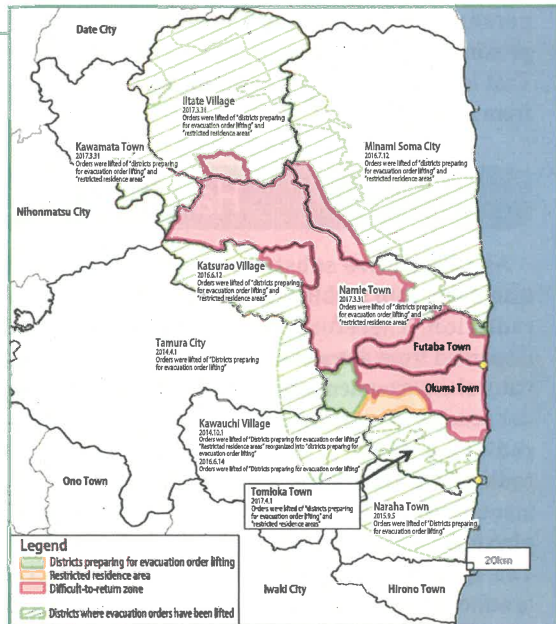 Date City
Iitate Village
2017.3.31
Orders were lifted of "districts preparing
for evacuation order lifting" and
"restricted residence areas"
Kawamata Town
2017.3.31
Orders were lifted of "districts preparing
for evacuation order lifting" and
"restricted residence areas"
Minami Soma City
2016.7.12
Orders were lifted of "districts preparing
for evacuation order lifting" and
"restricted residence areas"
Nihonmatsu City
Katsurao Village
2016.6.12
Orders were lifted of "districts preparing
for evacuation order lifting" and
"restricted residence areas"
Namie Town
2017.3.31
Orders were lifted of "districts preparing
for evacuation order lifting" and
"restricted residence areas"
Tamura City
2014.4.1
Orders were lifted of "Districts preparing
for evacuation order lifting"
Futaba Town
Okuma Town
Kawauchi Village
2014.10.1
Orders were lifted of "Districts preparing for evacuation order lifting"
"Restricted residence areas" reorganized into "districts preparing for
evacuation order lifting"
2016.6.14
Orders were lifted of "Districts preparing for evacuation order lifting"
Ono Town
Tomioka Town
2017.4.1
Orders were lifted of "districts preparing
for evacuation order lifting" and
"restricted residence areas"
Naraha Town
2015.9.5
Orders were lifted of "Districts preparing
for evacuation order lifting"
20km
Legend
Districts preparing for evacuation order lifting
Restricted residence area
Difficult-to-return zone
Districts where evacuation orders have been lifted
Iwaki City
Hirono Town